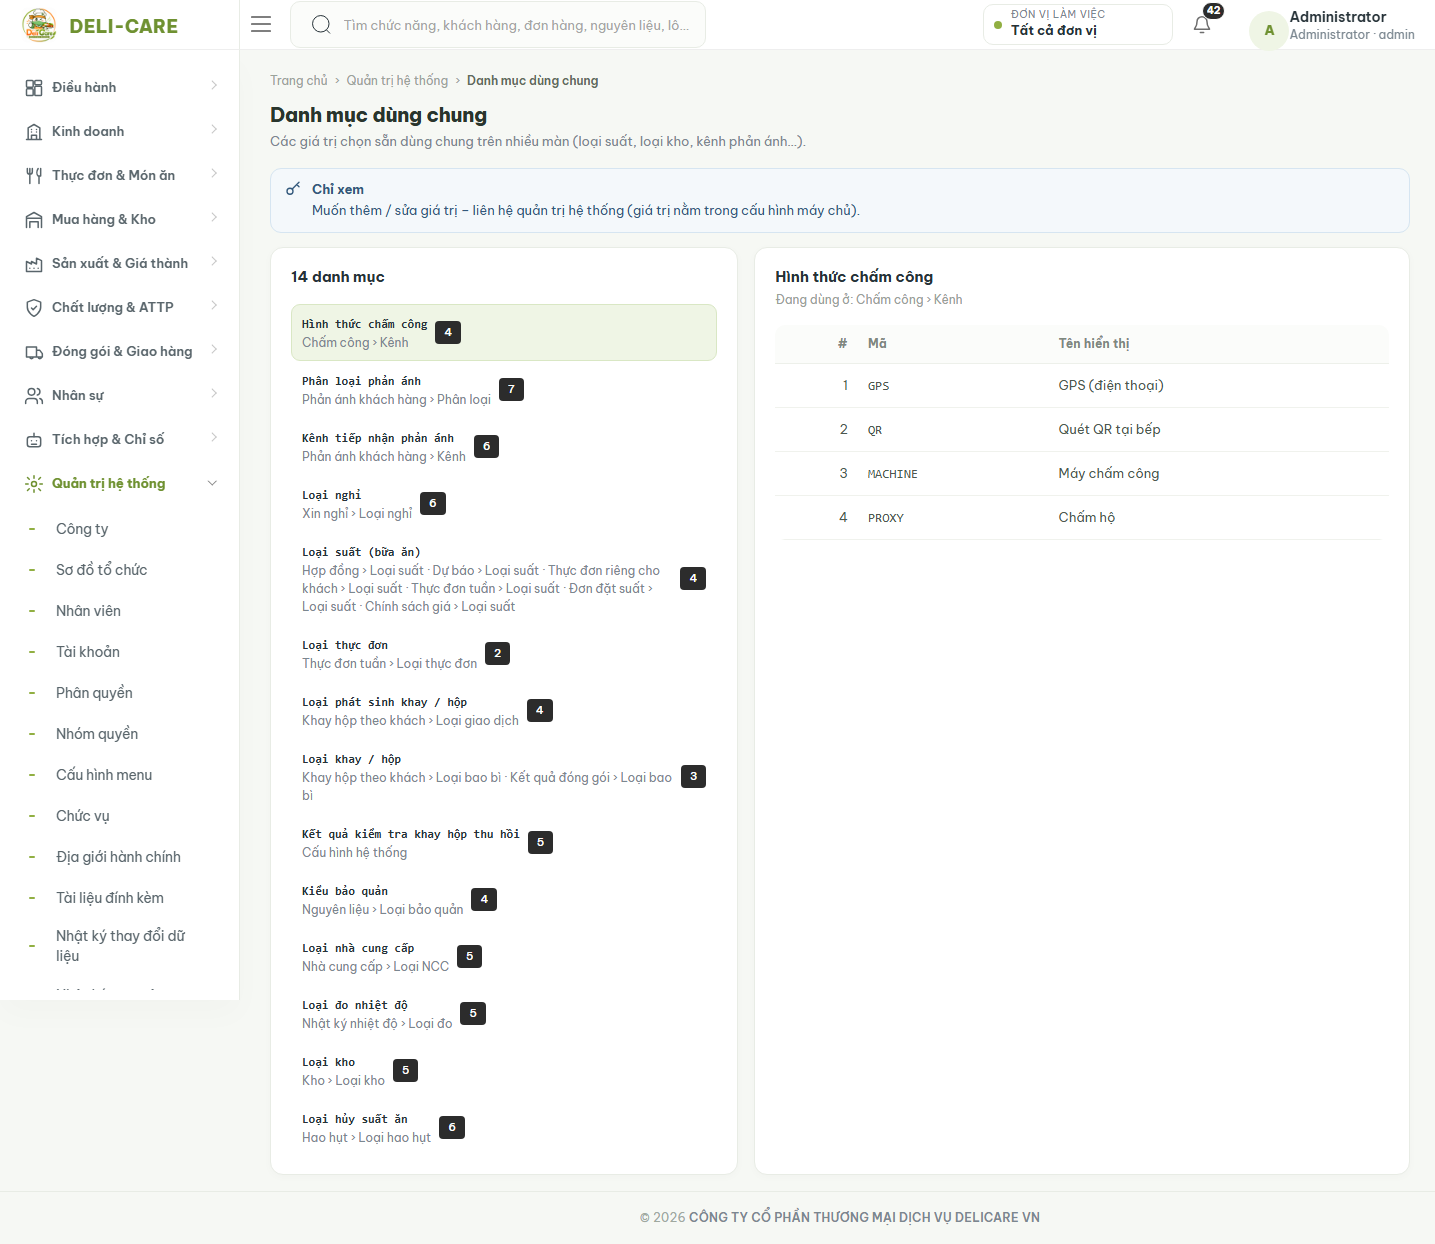 DELI-CARE
Tìm chức năng, khách hàng, đơn hàng, nguyên liệu, lô...
ĐƠN VỊ LÀM VIỆC
Tất cả đơn vị
42
A
Administrator
Administrator · admin
Điều hành
Kinh doanh
Thực đơn & Món ăn
Mua hàng & Kho
Sản xuất & Giá thành
Chất lượng & ATTP
Đóng gói & Giao hàng
Nhân sự
Tích hợp & Chỉ số
Quản trị hệ thống
Công ty
Sơ đồ tổ chức
Nhân viên
Tài khoản
Phân quyền
Nhóm quyền
Cấu hình menu
Chức vụ
Địa giới hành chính
Tài liệu đính kèm
Nhật ký thay đổi dữ
liệu
Trang chủ › Quản trị hệ thống › Danh mục dùng chung
Danh mục dùng chung
Các giá trị chọn sẵn dùng chung trên nhiều màn (loại suất, loại kho, kênh phản ánh...).
Chỉ xem
Muốn thêm / sửa giá trị – liên hệ quản trị hệ thống (giá trị nằm trong cấu hình máy chủ).
14 danh mục
Hình thức chấm công
Chấm công › Kênh
4
Phân loại phản ánh
Phản ánh khách hàng › Phân loại
7
Kênh tiếp nhận phản ánh
Phản ánh khách hàng › Kênh
6
Loại nghỉ
Xin nghỉ › Loại nghỉ
6
Loại suất (bữa ăn)
Hợp đồng › Loại suất · Dự báo › Loại suất · Thực đơn riêng cho
khách › Loại suất · Thực đơn tuần › Loại suất · Đơn đặt suất ›
Loại suất · Chính sách giá › Loại suất
4
Loại thực đơn
Thực đơn tuần › Loại thực đơn
2
Loại phát sinh khay / hộp
Khay hộp theo khách › Loại giao dịch
4
Loại khay / hộp
Khay hộp theo khách › Loại bao bì · Kết quả đóng gói › Loại bao
bì
3
Kết quả kiểm tra khay hộp thu hồi
Cấu hình hệ thống
5
Kiểu bảo quản
Nguyên liệu › Loại bảo quản
4
Loại nhà cung cấp
Nhà cung cấp › Loại NCC
5
Loại đo nhiệt độ
Nhật ký nhiệt độ › Loại đo
5
Loại kho
Kho › Loại kho
5
Loại hủy suất ăn
Hao hụt › Loại hao hụt
6
Hình thức chấm công
Đang dùng ở: Chấm công › Kênh
# Mã Tên hiển thị
1 GPS GPS (điện thoại)
2 QR Quét QR tại bếp
3 MACHINE Máy chấm công
4 PROXY Chấm hộ
© 2026 CÔNG TY CỔ PHẦN THƯƠNG MẠI DỊCH VỤ DELICARE VN